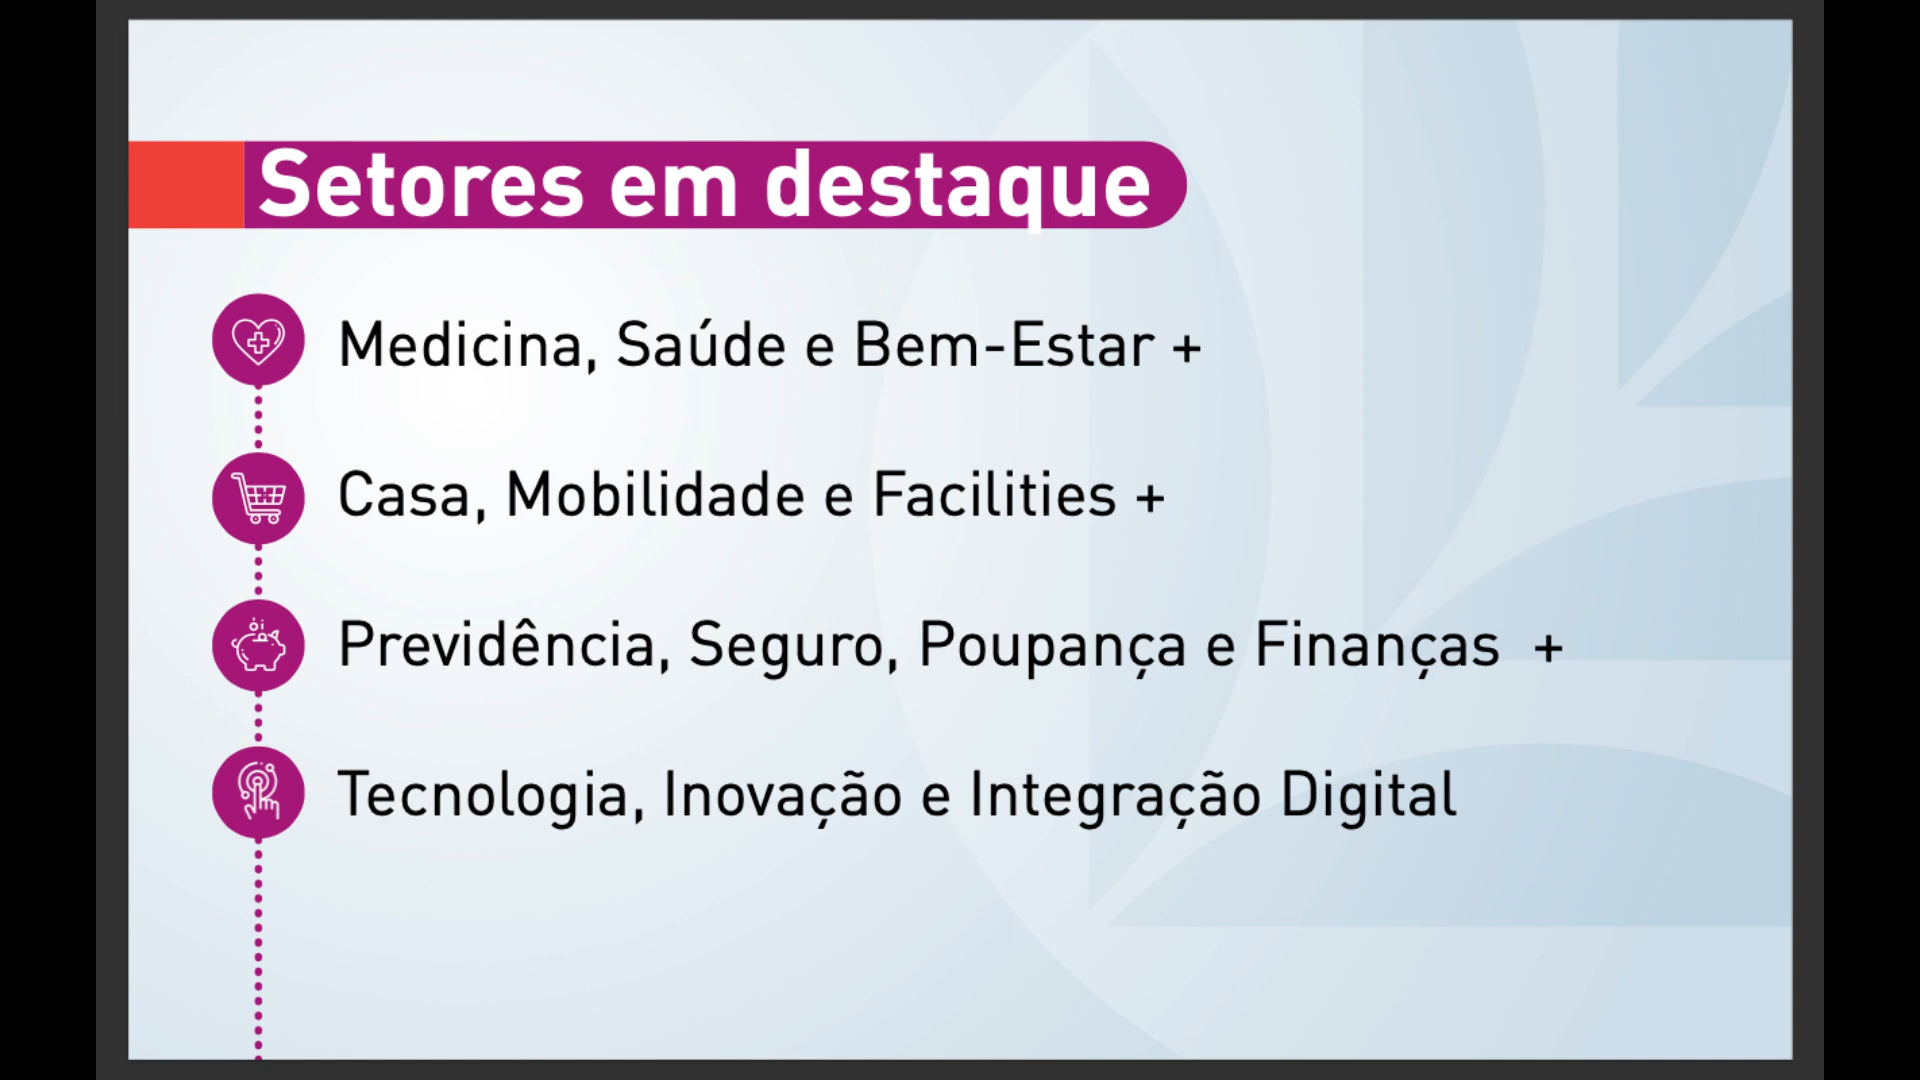 Setores em destaque
Medicina, Saúde e Bem-Estar +
Casa, Mobilidade e Facilities +
Previdência, Seguro, Poupança e Finanças +
Tecnologia, Inovação e Integração Digital